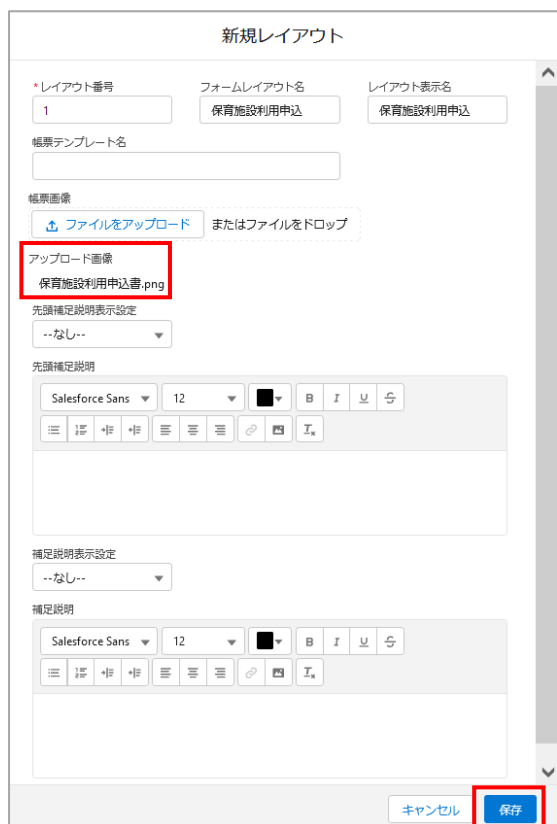 新規レイアウト
*レイアウト番号 フォームレイアウト名 レイアウト表示名
1 保育施設利用申込 保育施設利用申込
帳票テンプレート名
帳票画像
ファイルをアップロード またはファイルをドロップ
アップロード画像
保育施設利用申込書.png
先頭補足説明表示設定
--なし--
先頭補足説明
Salesforce Sans 12 B I U S
補足説明表示設定
--なし--
補足説明
Salesforce Sans 12 B I U S
キャンセル 保存